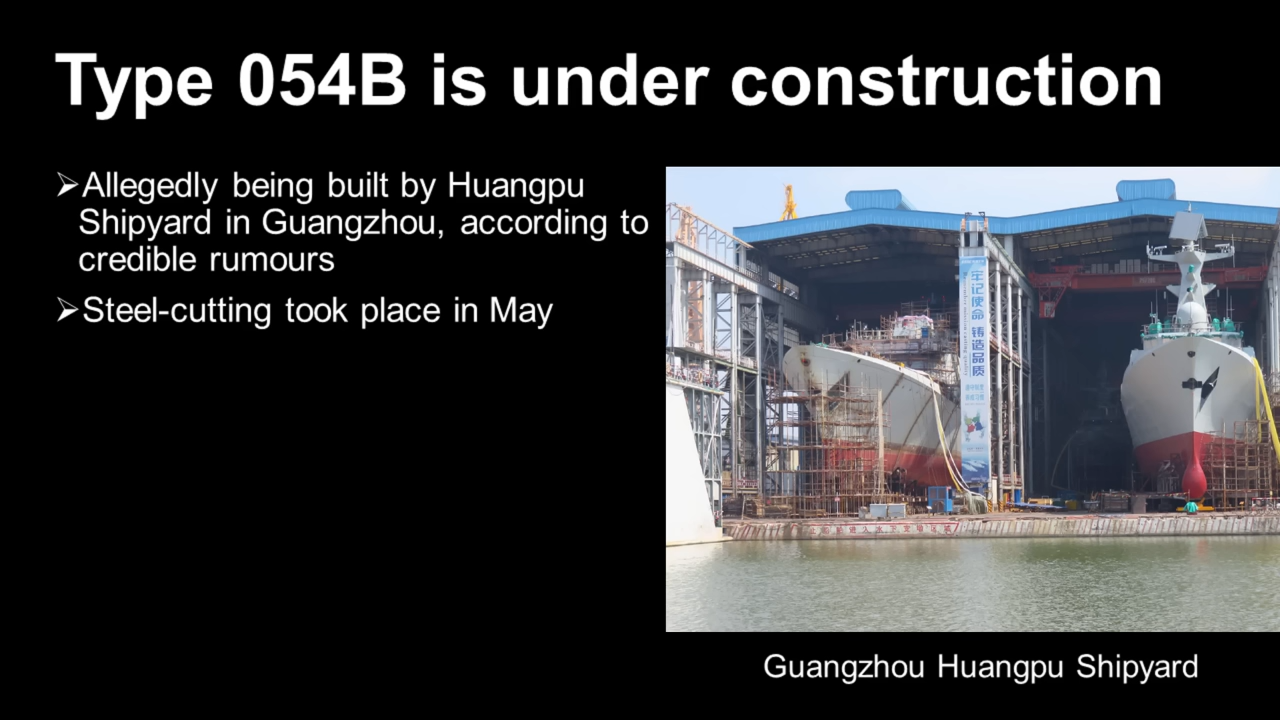 Type 054B is under construction
➢Allegedly being built by Huangpu
Shipyard in Guangzhou, according to
credible rumours
➢Steel-cutting took place in May
牢记使命 铸造品质
Guangzhou Huangpu Shipyard